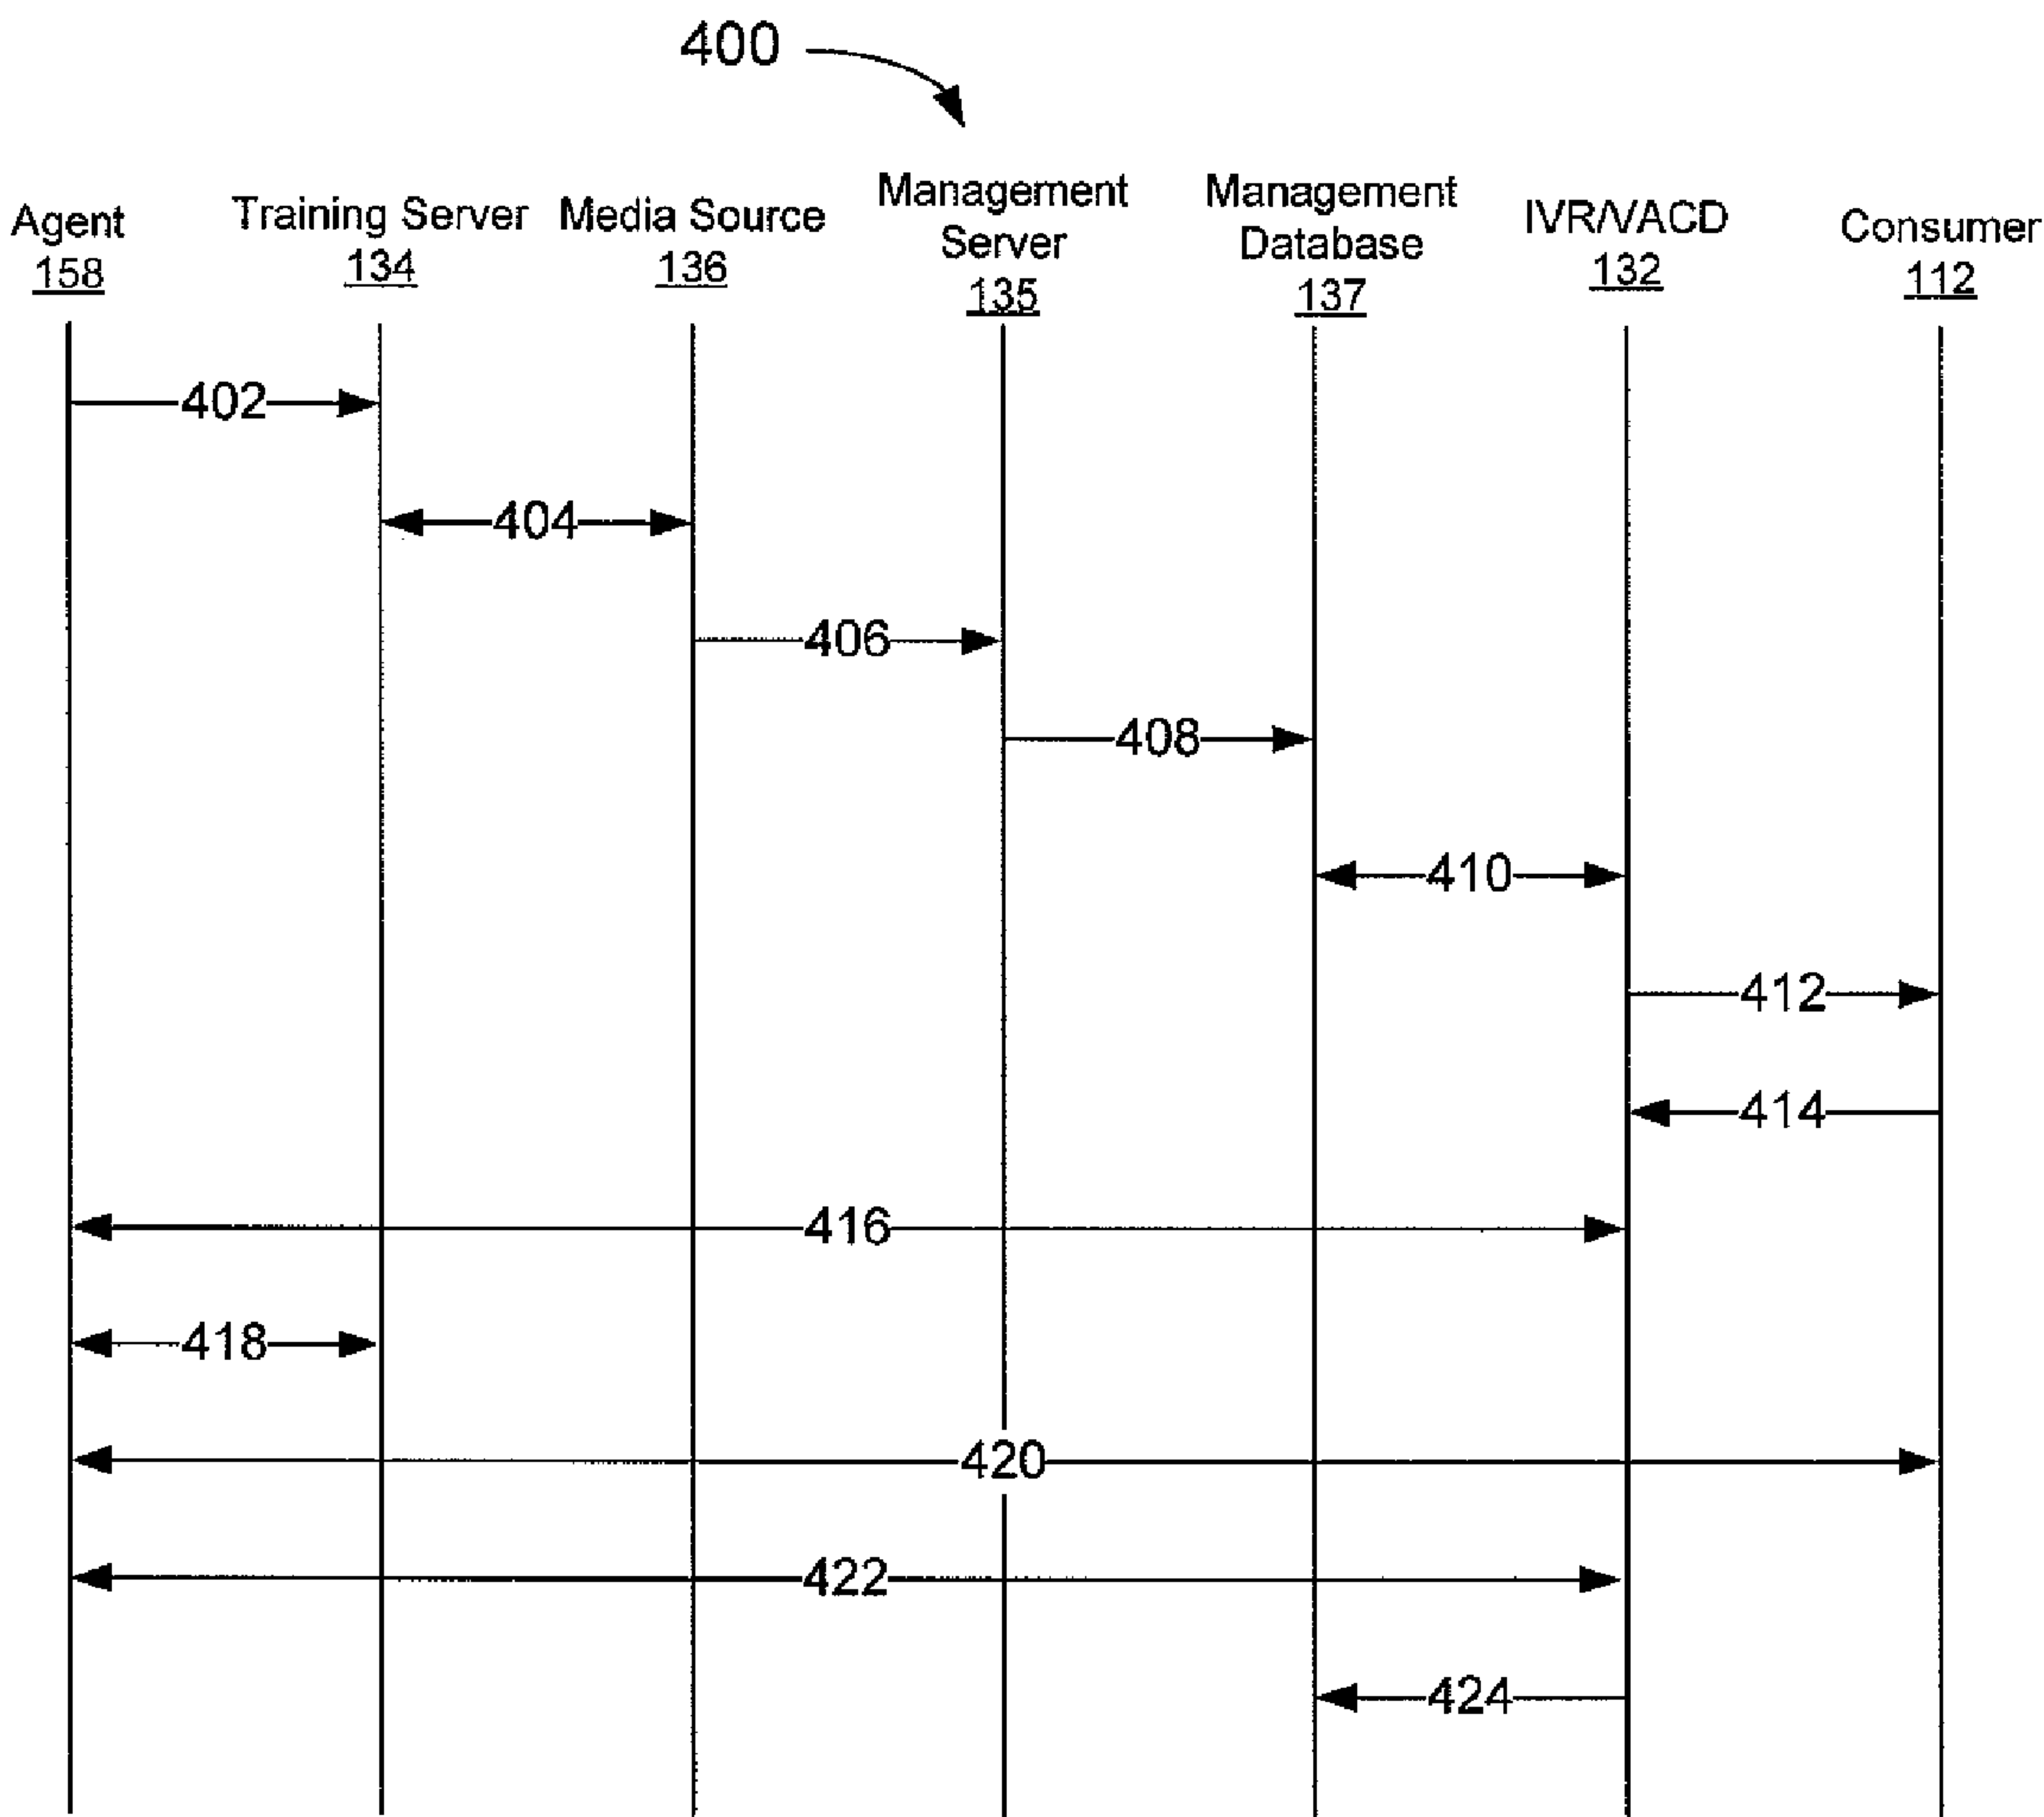 400
Agent
158
Training Server
134
Media Source
136
Management
Server
135
Management
Database
137
IVR/VACD
132
Consumer
112
402
404
406
408
410
412
414
416
418
420
422
424